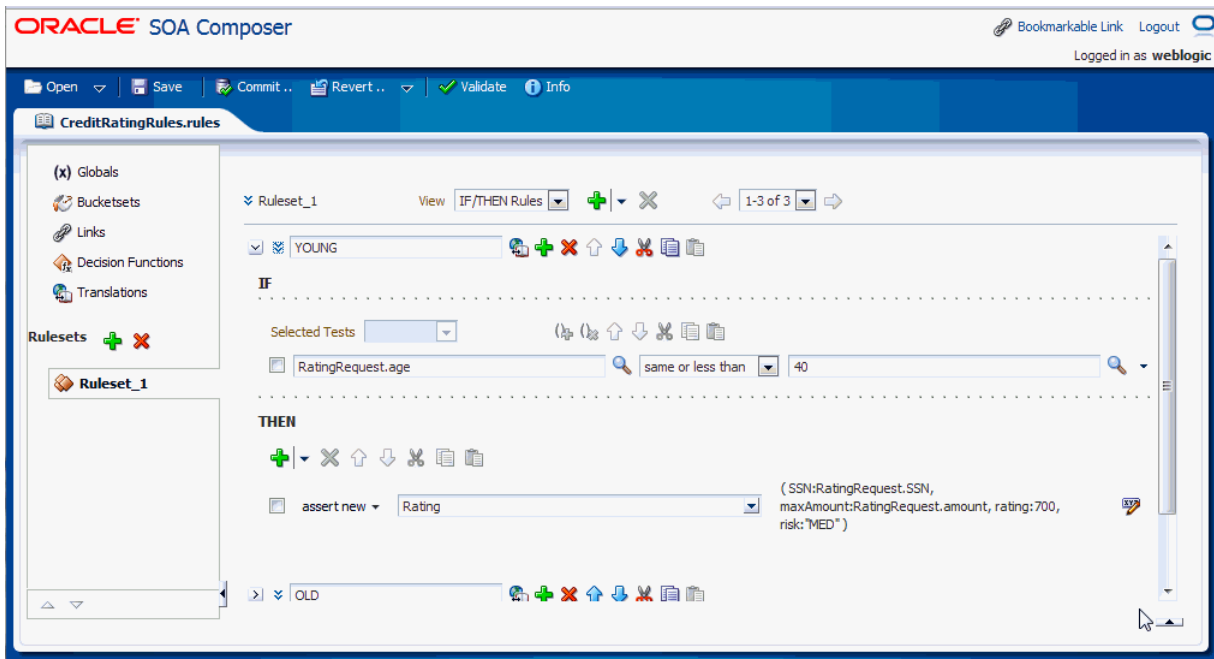 ORACLE SOA Composer
Bookmarkable Link Logout
Logged in as weblogic
Open Save Commit .. Revert .. Validate Info
CreditRatingRules.rules
(x) Globals
Bucketsets
Links
Decision Functions
Translations
Rulesets
Ruleset_1
Ruleset_1 View IF/THEN Rules 1-3 of 3
YOUNG
IF
Selected Tests
RatingRequest.age same or less than 40
THEN
assert new Rating
( SSN:RatingRequest.SSN,
maxAmount:RatingRequest.amount, rating:700,
risk:"MED" )
OLD